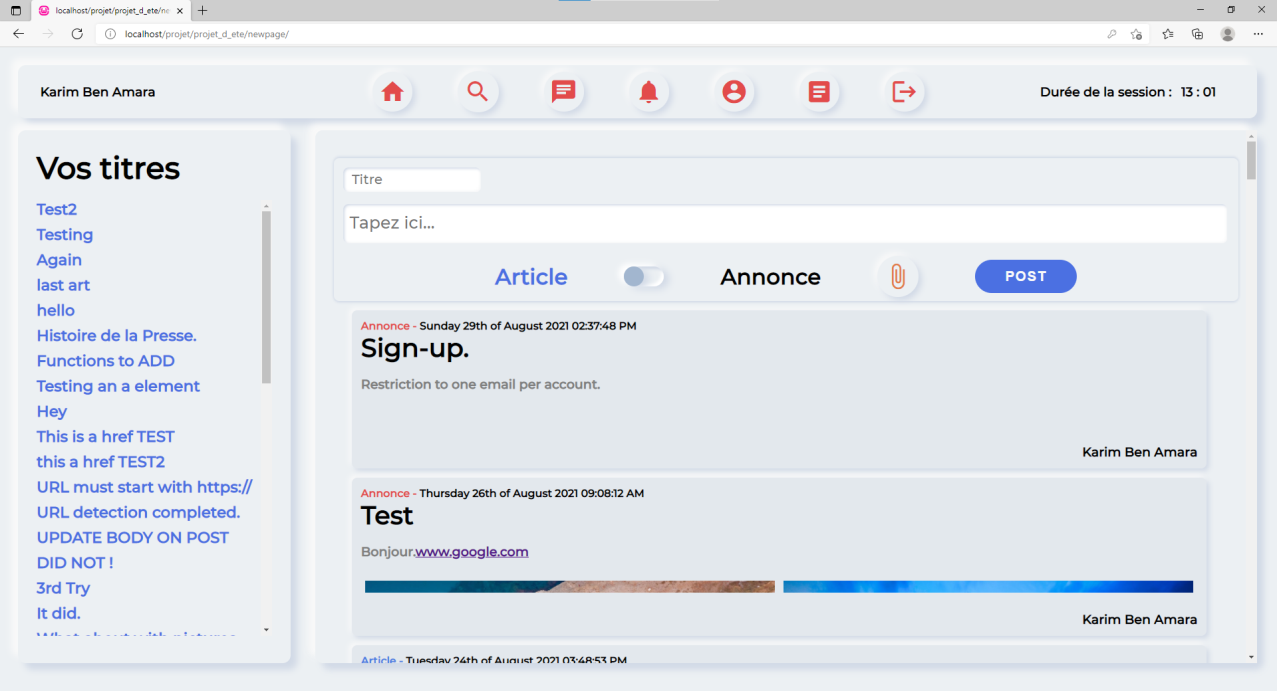 localhost/projet/projet_d_ete/ne
localhost/projet/projet_d_ete/newpage/
Karim Ben Amara
Durée de la session : 13 : 01
Vos titres
Test2
Testing
Again
last art
hello
Histoire de la Presse.
Functions to ADD
Testing an a element
Hey
This is a href TEST
this a href TEST2
URL must start with https://
URL detection completed.
UPDATE BODY ON POST
DID NOT !
3rd Try
It did.
What about with pictures
Titre
Tapez ici...
Article
Annonce
POST
Annonce - Sunday 29th of August 2021 02:37:48 PM
Sign-up.
Restriction to one email per account.
Karim Ben Amara
Annonce - Thursday 26th of August 2021 09:08:12 AM
Test
Bonjour.www.google.com
Karim Ben Amara
Article - Tuesday 24th of August 2021 03:48:53 PM